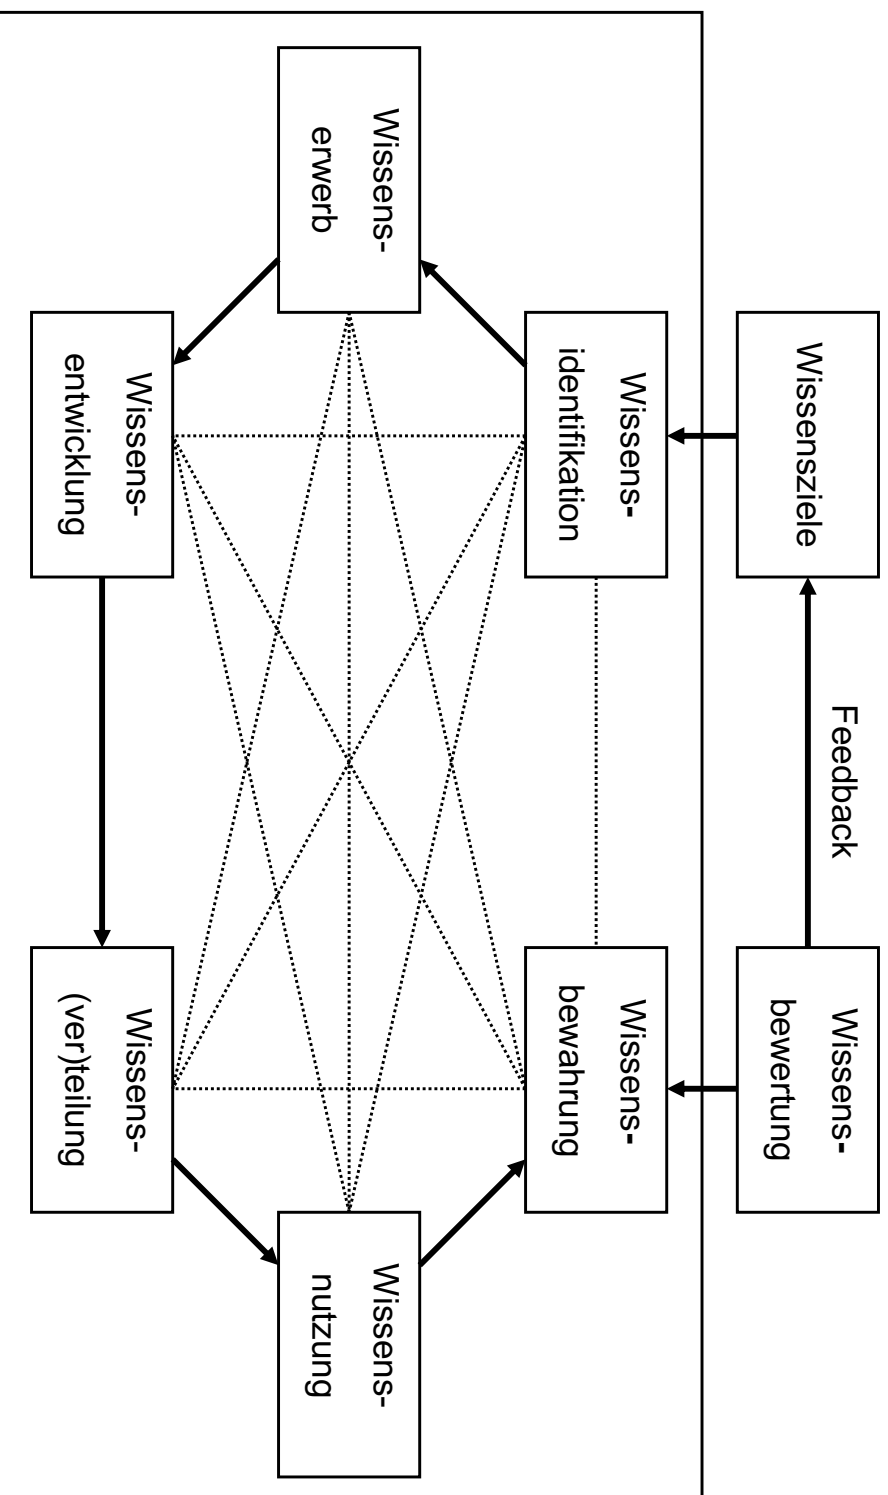 Wissensziele
Feedback
Wissens-
bewertung
Wissens-
identifikation
Wissens-
bewahrung
Wissens-
erwerb
Wissens-
nutzung
Wissens-
entwicklung
Wissens-
(ver)teilung